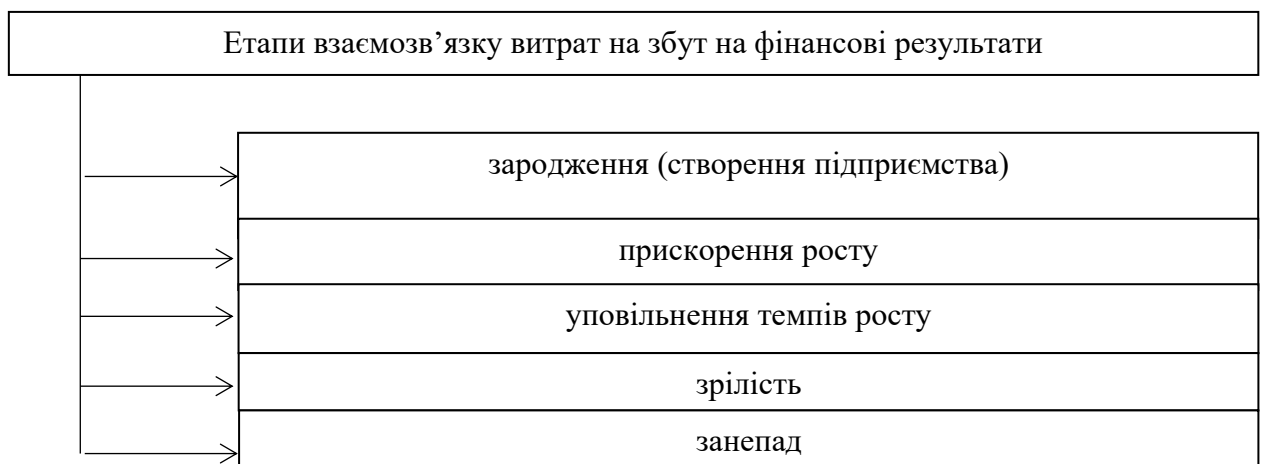 Етапи взаємозв’язку витрат на збут на фінансові результати
зародження (створення підприємства)
прискорення росту
уповільнення темпів росту
зрілість
занепад